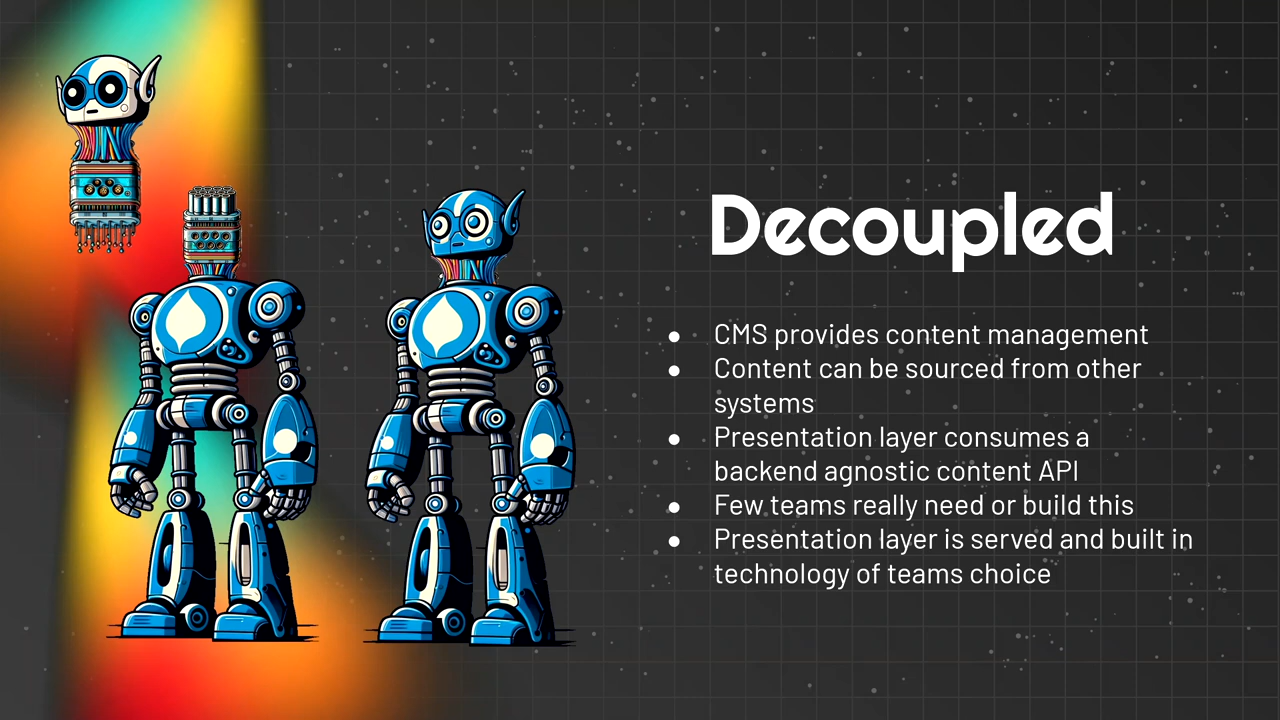 Decoupled
● CMS provides content management
● Content can be sourced from other
systems
● Presentation layer consumes a
backend agnostic content API
● Few teams really need or build this
● Presentation layer is served and built in
technology of teams choice